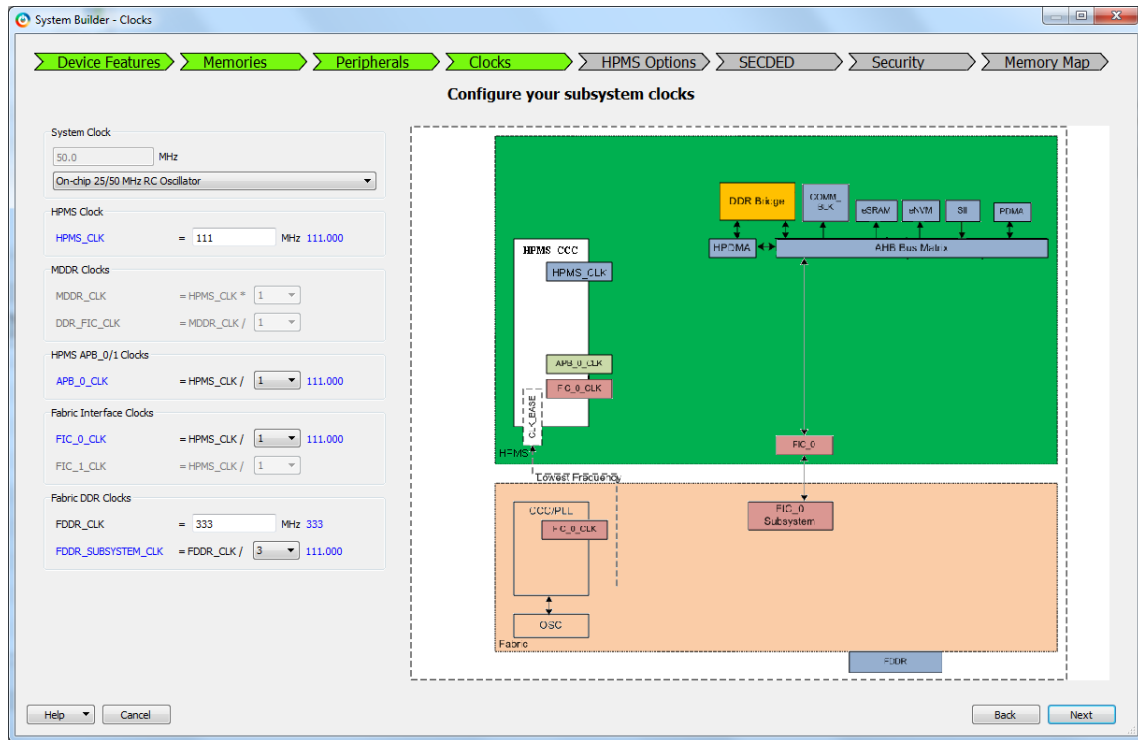 System Builder - Clocks
Device Features Memories Peripherals Clocks HPMS Options SECDED Security Memory Map
Configure your subsystem clocks
System Clock
50.0 MHz
On-chip 25/50 MHz RC Oscillator
HPMS Clock
HPMS_CLK = 111 MHz 111.000
MDDR Clocks
MDDR_CLK = HPMS_CLK * 1
DDR_FIC_CLK = MDDR_CLK / 1
HPMS APB_0/1 Clocks
APB_0_CLK = HPMS_CLK / 1 111.000
Fabric Interface Clocks
FIC_0_CLK = HPMS_CLK / 1 111.000
FIC_1_CLK = HPMS_CLK / 1
Fabric DDR Clocks
FDDR_CLK = 333 MHz 333
FDDR_SUBSYSTEM_CLK = FDDR_CLK / 3 111.000
DDR Bridge
COMM_
BLK
eSRAM eNVM SII PDMA
HPDMA AHB Bus Matrix
HPMS CCC
HPMS_CLK
APB_0_CLK
FIC_0_CLK
CLK_BASE
FIC_0
HPMS
Lowest Frequency
CCC/PLL
FIC_0_CLK
FIC_0
Subsystem
OSC
Fabric
FDDR
Help Cancel Back Next